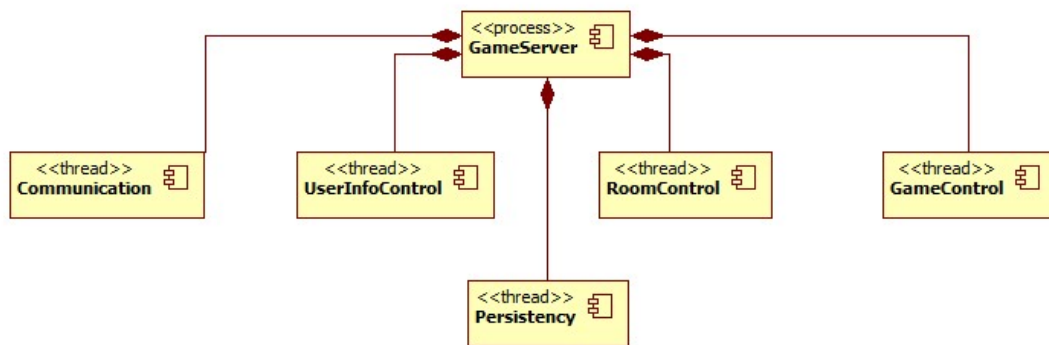 <<process>>
GameServer
<<thread>>
Communication
<<thread>>
UserInfoControl
<<thread>>
RoomControl
<<thread>>
GameControl
<<thread>>
Persistency